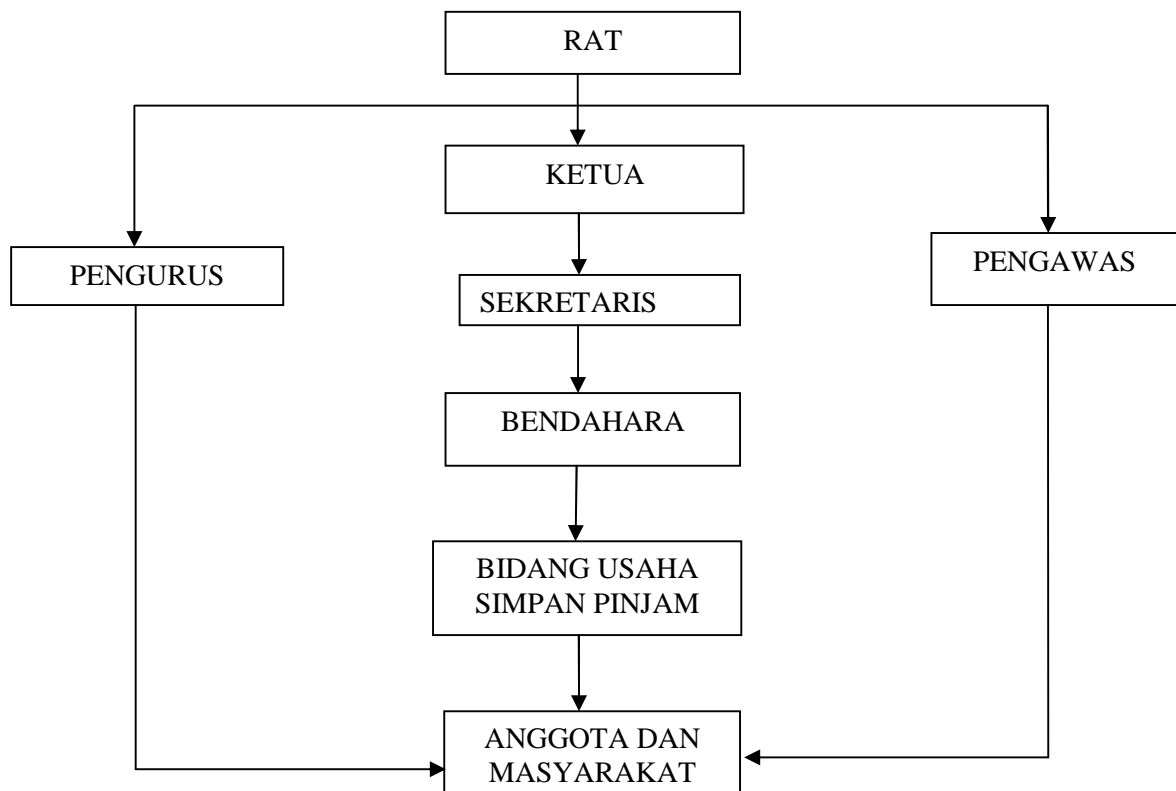 RAT
KETUA
PENGURUS
PENGAWAS
SEKRETARIS
BENDAHARA
BIDANG USAHA
SIMPAN PINJAM
ANGGOTA DAN
MASYARAKAT